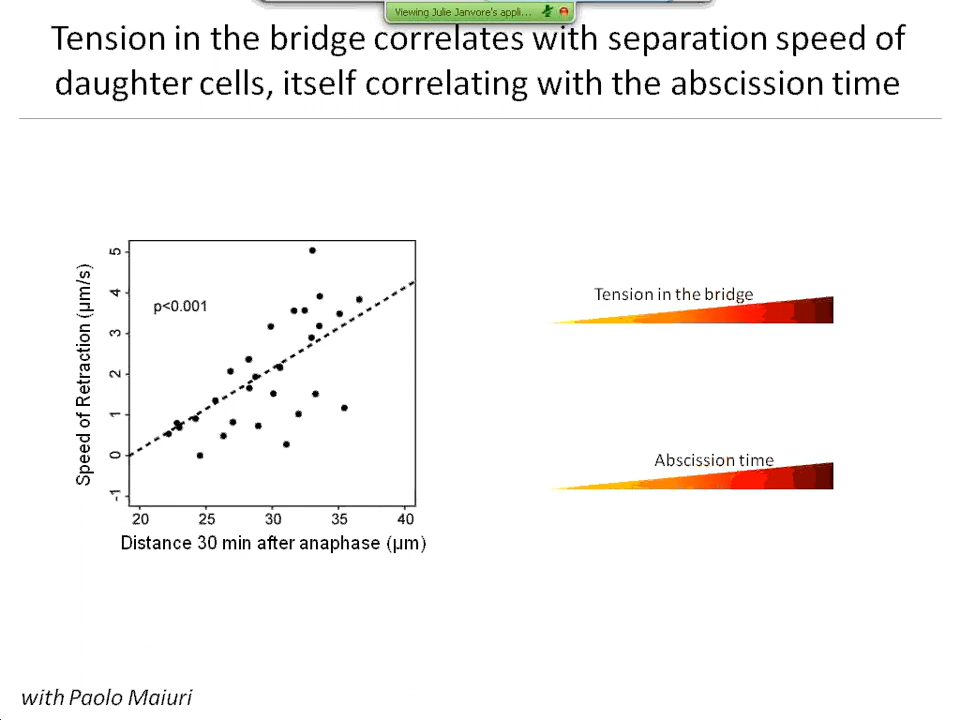 Viewing Julie Janvore's appli...
Tension in the bridge correlates with separation speed of
daughter cells, itself correlating with the abscission time
5
4
3
2
1
0
-1
Speed of Retraction (µm/s)
p<0.001
20 25 30 35 40
Distance 30 min after anaphase (µm)
Tension in the bridge
Abscission time
with Paolo Maiuri